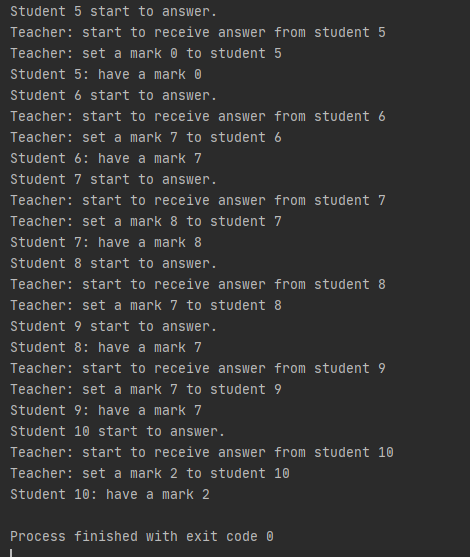 Student 5 start to answer.
Teacher: start to receive answer from student 5
Teacher: set a mark 0 to student 5
Student 5: have a mark 0
Student 6 start to answer.
Teacher: start to receive answer from student 6
Teacher: set a mark 7 to student 6
Student 6: have a mark 7
Student 7 start to answer.
Teacher: start to receive answer from student 7
Teacher: set a mark 8 to student 7
Student 7: have a mark 8
Student 8 start to answer.
Teacher: start to receive answer from student 8
Teacher: set a mark 7 to student 8
Student 9 start to answer.
Student 8: have a mark 7
Teacher: start to receive answer from student 9
Teacher: set a mark 7 to student 9
Student 9: have a mark 7
Student 10 start to answer.
Teacher: start to receive answer from student 10
Teacher: set a mark 2 to student 10
Student 10: have a mark 2
Process finished with exit code 0